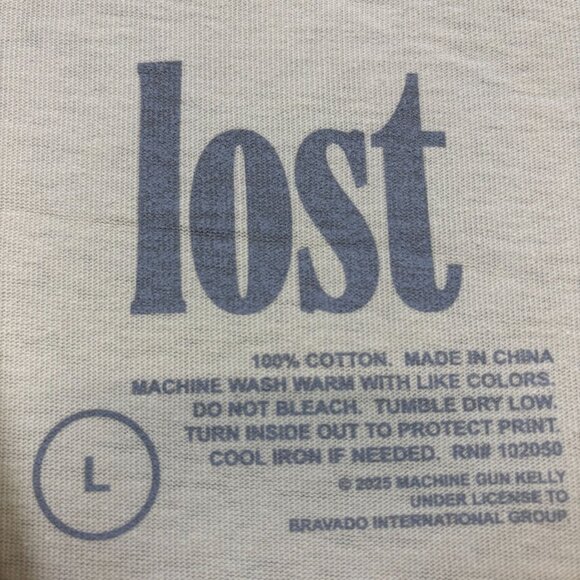 lost
100% COTTON. MADE IN CHINA
MACHINE WASH WARM WITH LIKE COLORS.
DO NOT BLEACH. TUMBLE DRY LOW.
TURN INSIDE OUT TO PROTECT PRINT.
COOL IRON IF NEEDED. RN# 102050
L
© 2025 MACHINE GUN KELLY
UNDER LICENSE TO
BRAVADO INTERNATIONAL GROUP